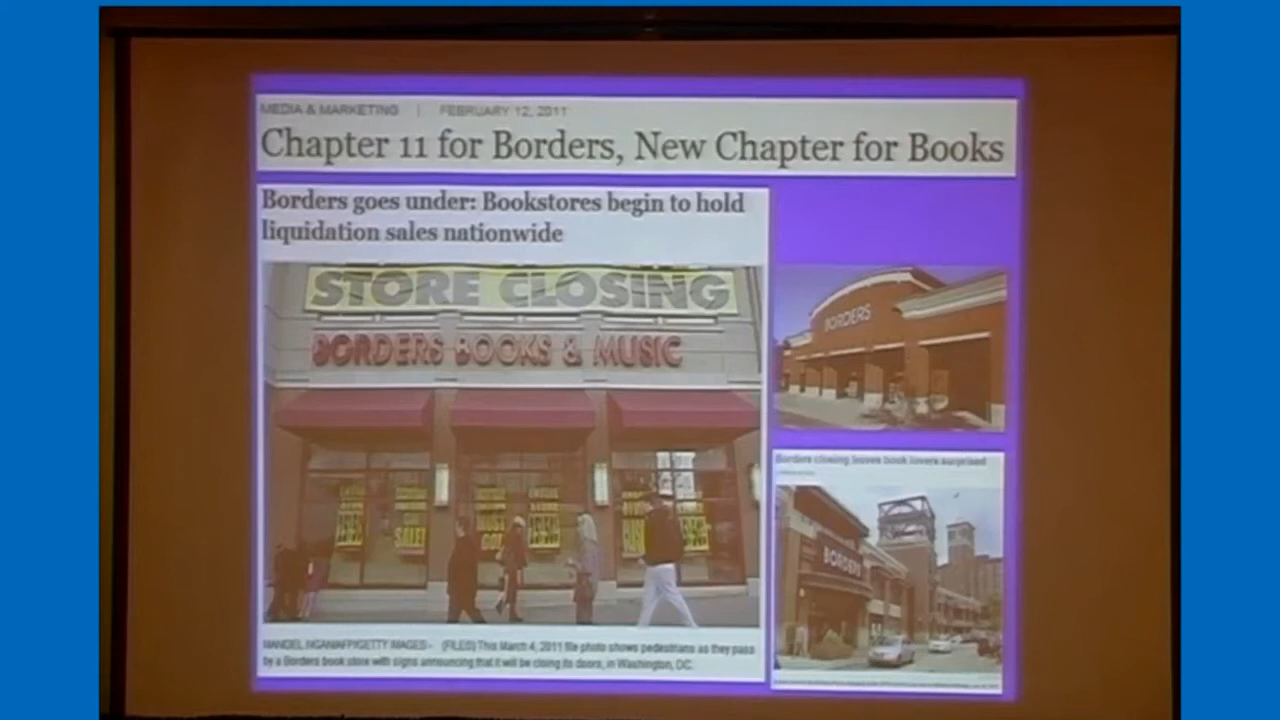 MEDIA & MARKETING | FEBRUARY 12, 2011
Chapter 11 for Borders, New Chapter for Books
Borders goes under: Bookstores begin to hold
liquidation sales nationwide
STORE CLOSING
BORDERS BOOKS & MUSIC
SALE!
MANDEL NGAN/AFP/GETTY IMAGES - (FILES) This March 4, 2011 file photo shows pedestrians as they pass
by a Borders book store with signs announcing that it will be closing its doors, in Washington, DC.
BORDERS
Borders closing leaves book lovers surprised
BORDERS